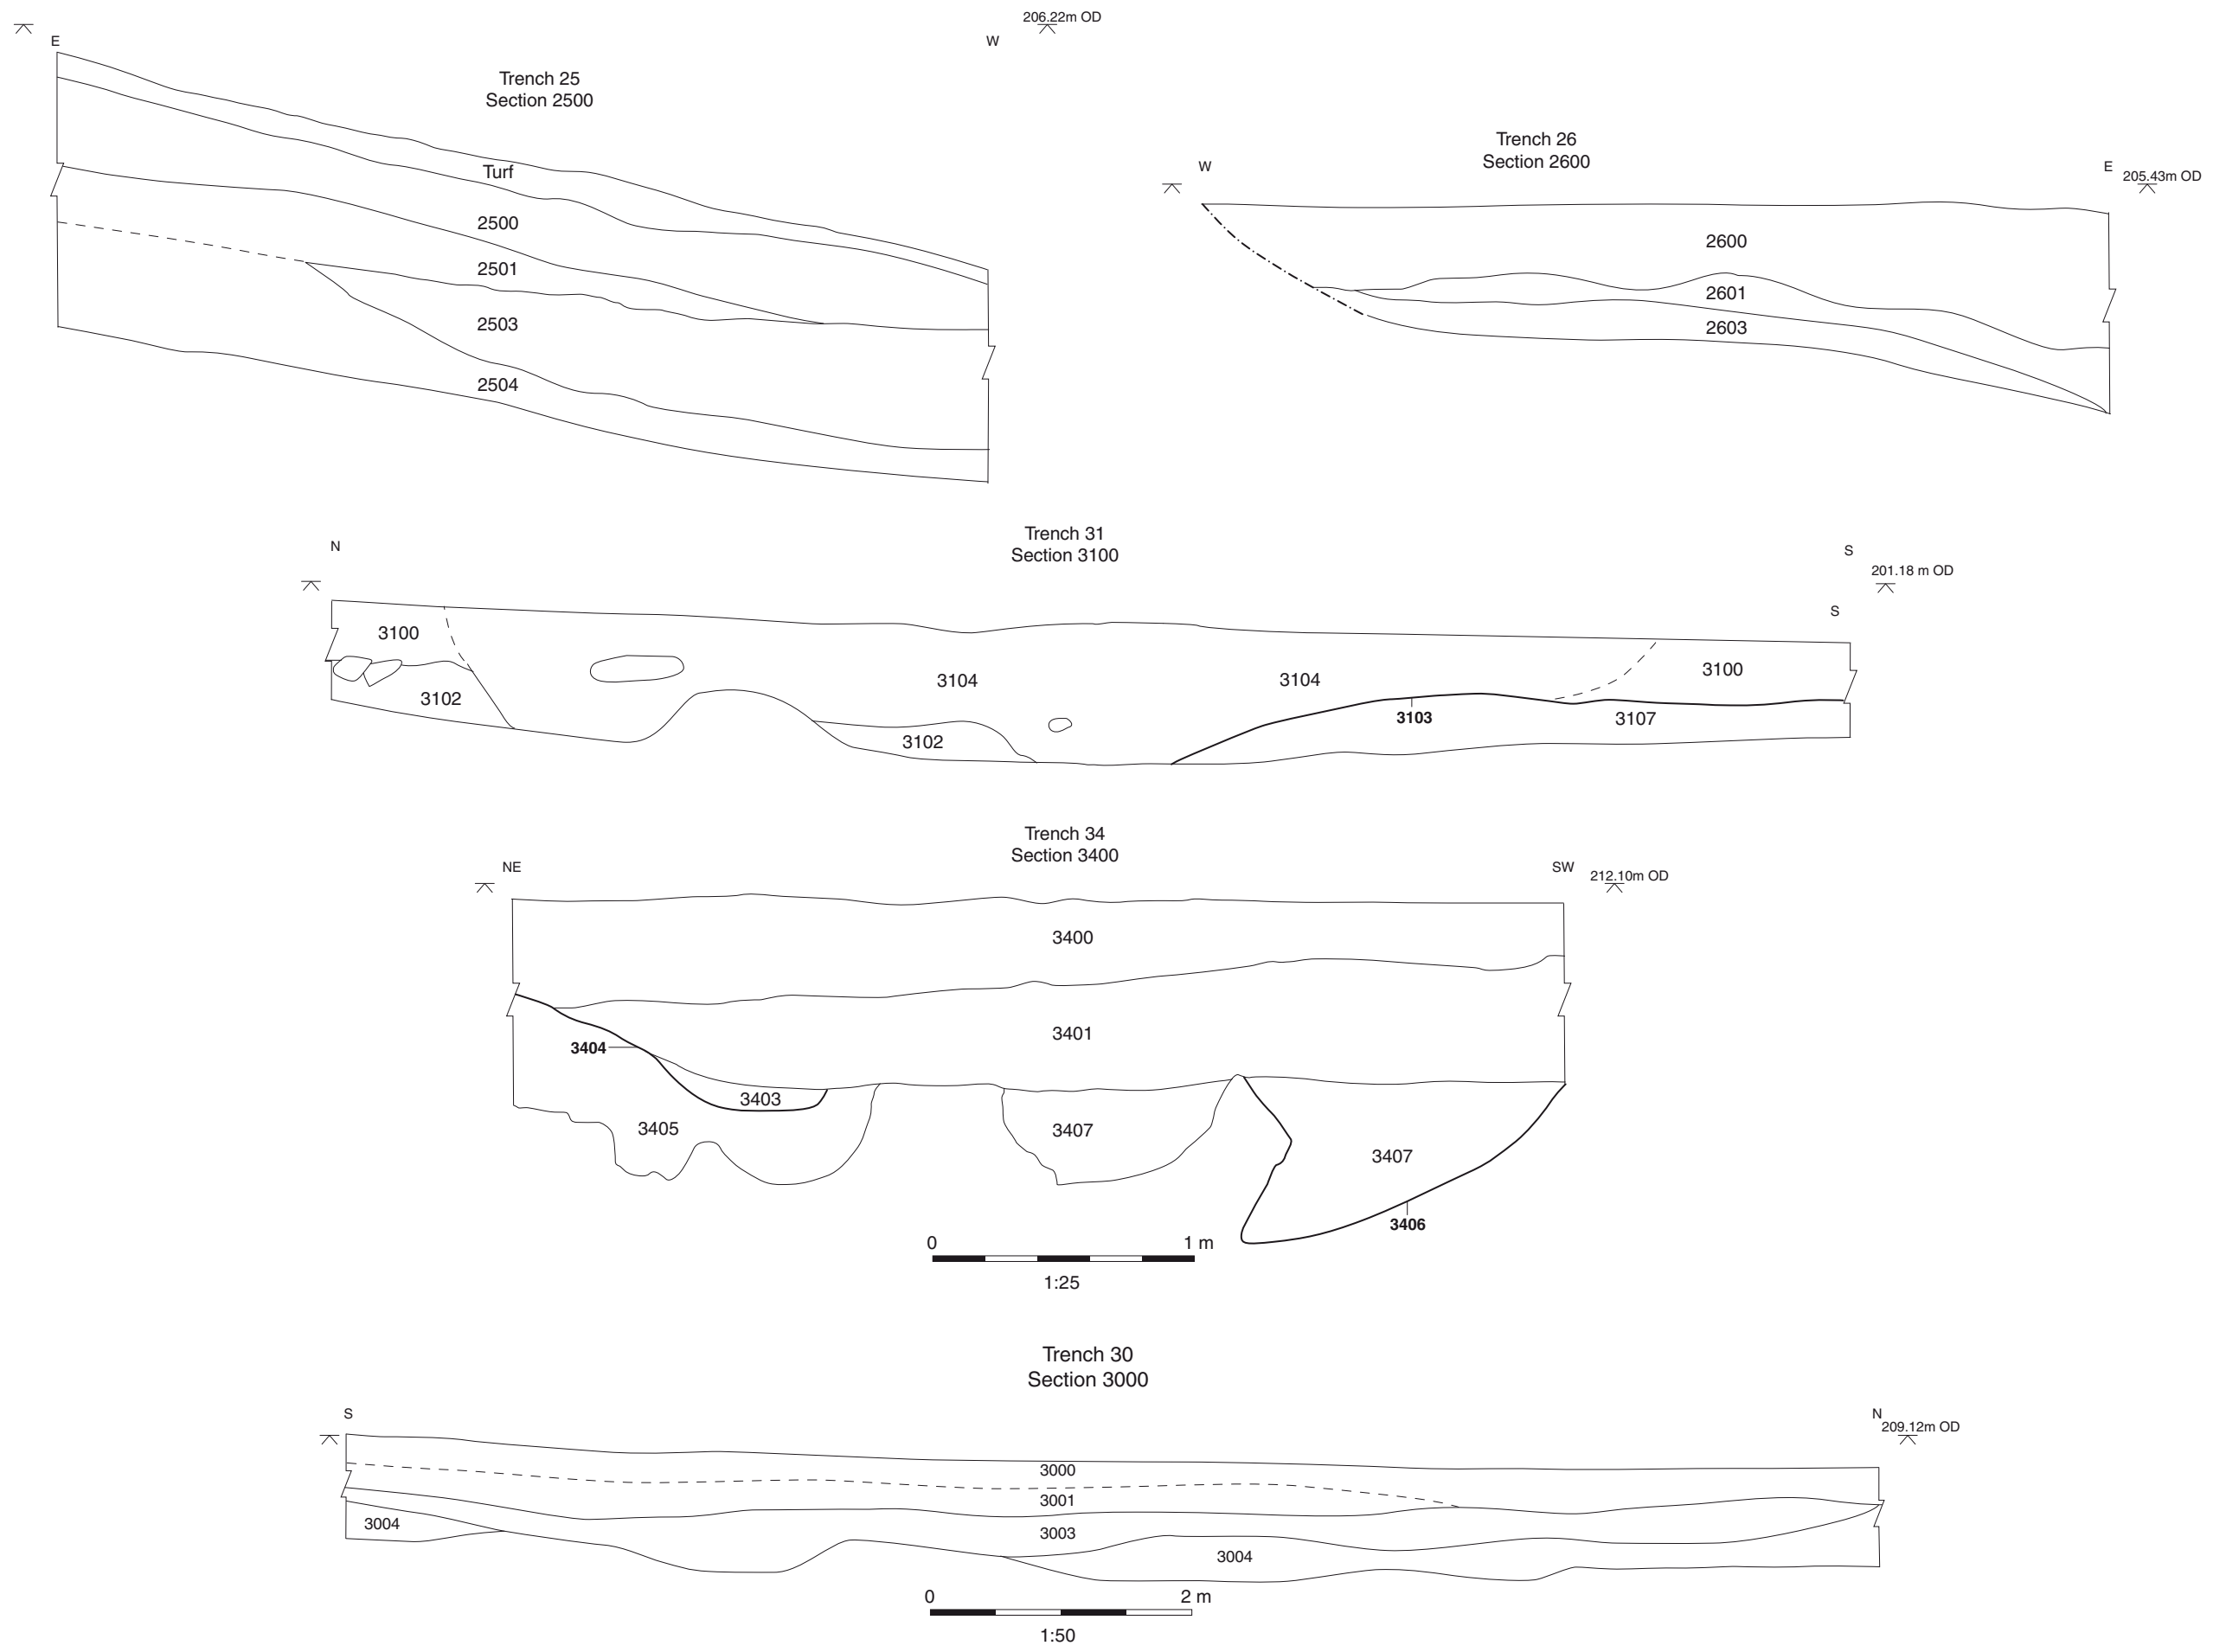 206.22m OD
E
W
Trench 25
Section 2500
Turf
2500
2501
2503
2504
Trench 26
Section 2600
W
E
205.43m OD
2600
2601
2603
Trench 31
Section 3100
N
S
201.18 m OD
S
3100
3102
3104
3104
3100
3103
3107
3102
Trench 34
Section 3400
NE
SW
212.10m OD
3400
3401
3404
3403
3405
3407
3407
3406
0 1 m
1:25
Trench 30
Section 3000
S
N
209.12m OD
3000
3001
3004
3003
3004
0 2 m
1:50